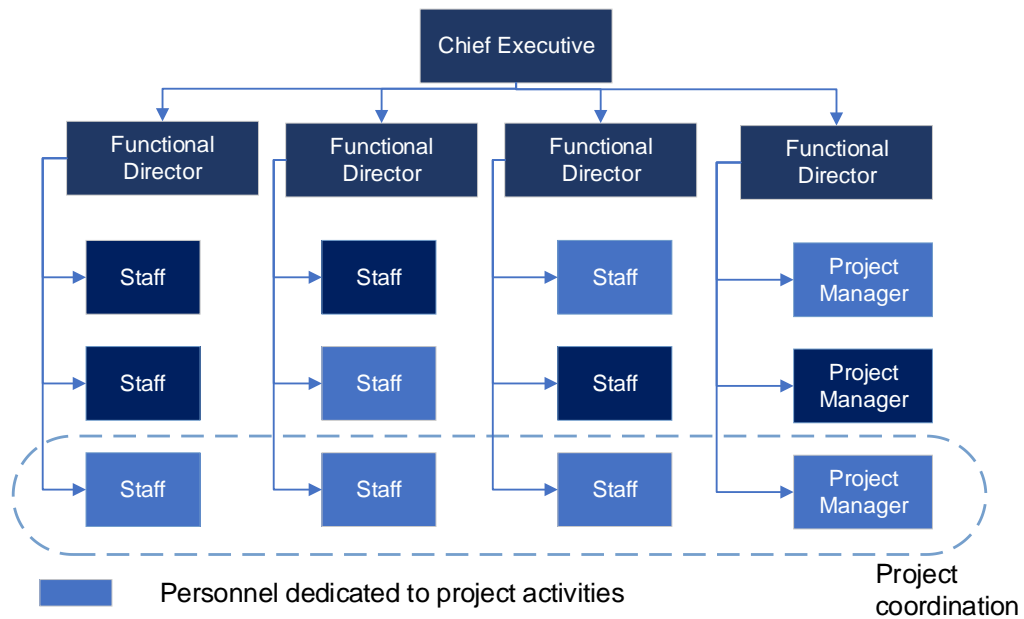 Chief Executive
Functional
Director
Functional
Director
Functional
Director
Functional
Director
Staff
Staff
Staff
Project
Manager
Staff
Staff
Staff
Project
Manager
Staff
Staff
Staff
Project
Manager
Personnel dedicated to project activities
Project
coordination